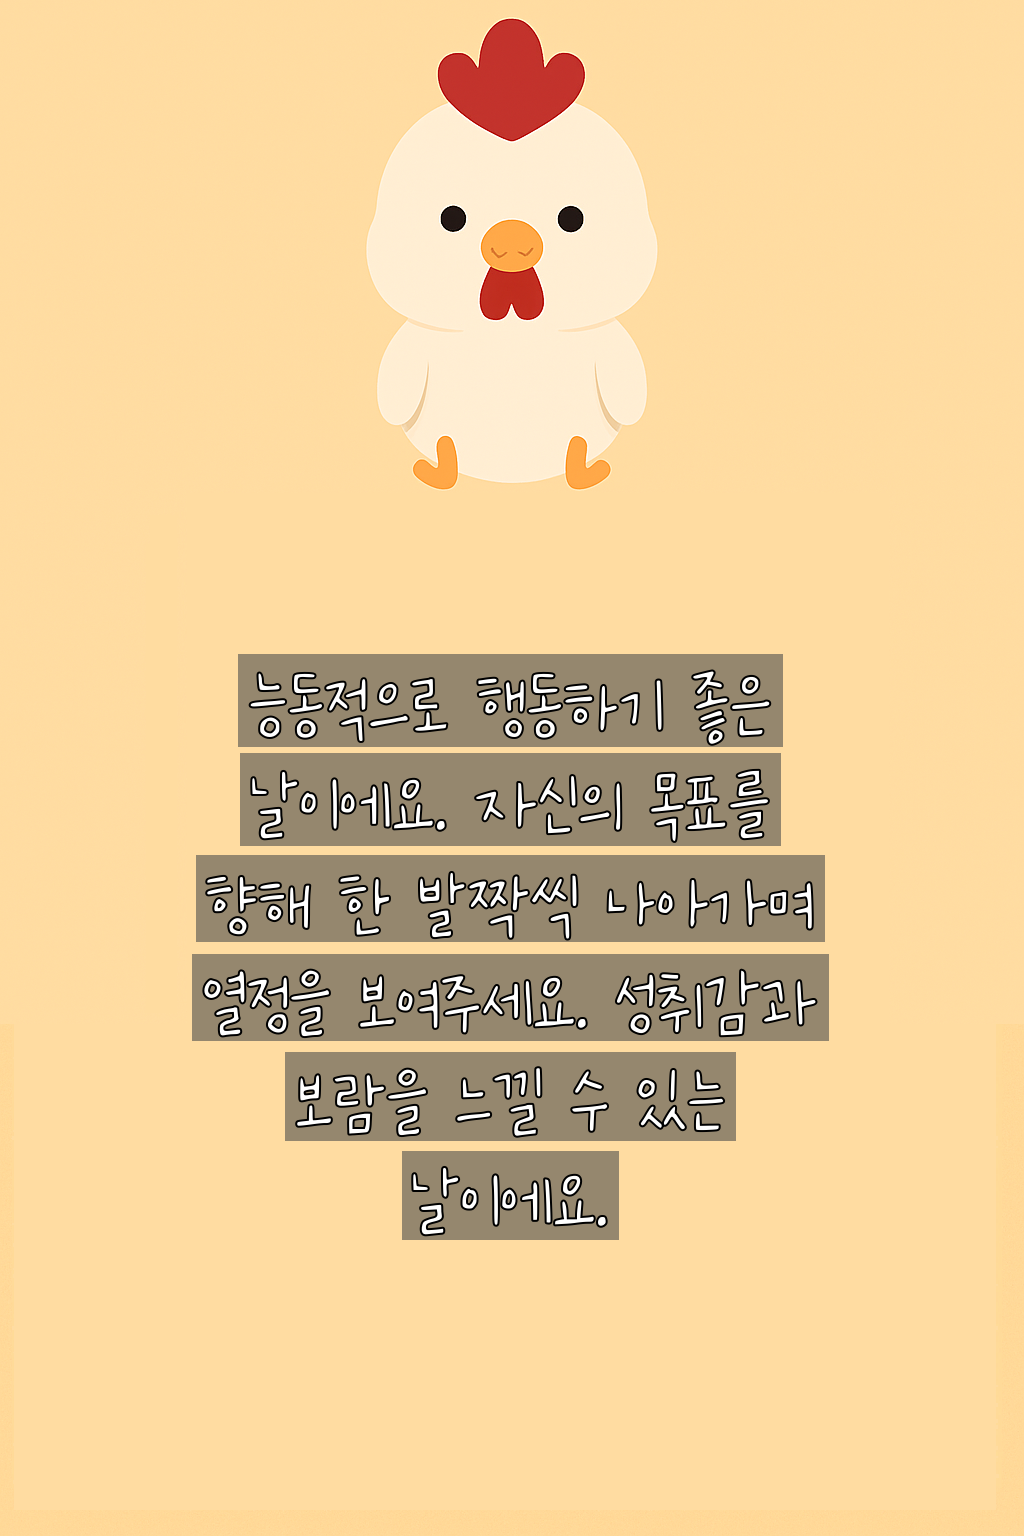 능동적으로 행동하기 좋은
날이에요. 자신의 목표를
향해 한 발짝씩 나아가며
열정을 보여주세요. 성취감과
보람을 느낄 수 있는
날이에요.